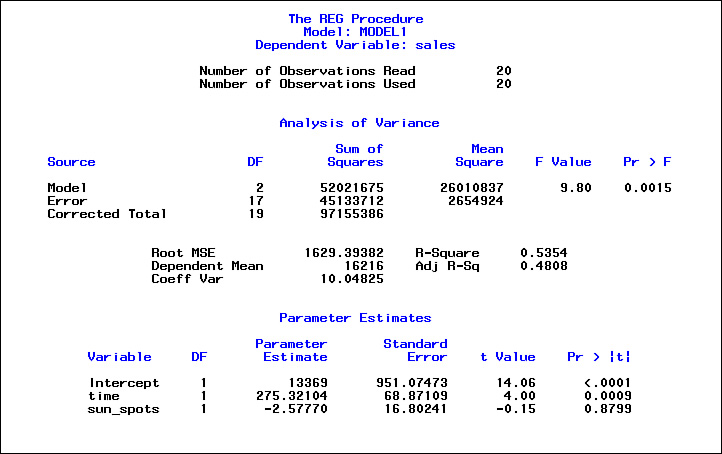 The REG Procedure
Model: MODEL1
Dependent Variable: sales
Number of Observations Read 20
Number of Observations Used 20
Analysis of Variance
Sum of Mean
Source DF Squares Square F Value Pr > F
Model 2 52021675 26010837 9.80 0.0015
Error 17 45133712 2654924
Corrected Total 19 97155386
Root MSE 1629.39382 R-Square 0.5354
Dependent Mean 16216 Adj R-Sq 0.4808
Coeff Var 10.04825
Parameter Estimates
Parameter Standard
Variable DF Estimate Error t Value Pr > |t|
Intercept 1 13369 951.07473 14.06 <.0001
time 1 275.32104 68.87109 4.00 0.0009
sun_spots 1 -2.57770 16.80241 -0.15 0.8799